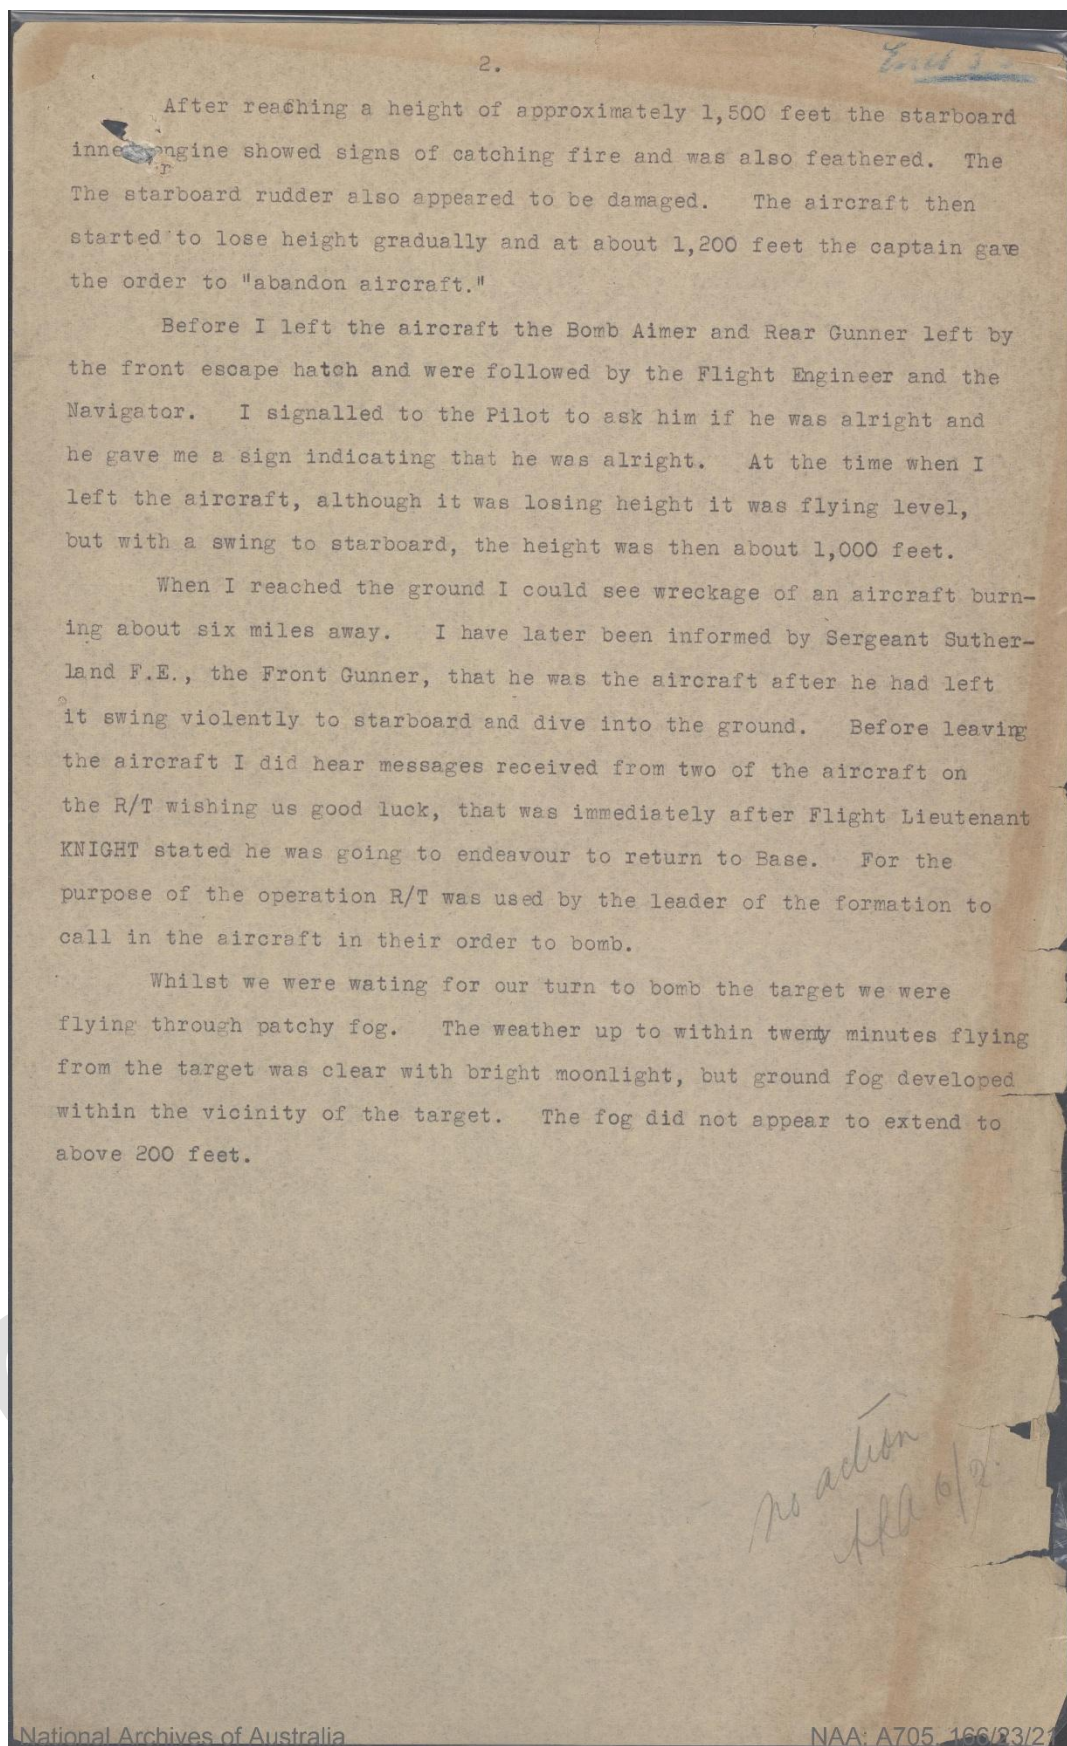 2.
Encl 3
After reaching a height of approximately 1,500 feet the starboard
inner engine showed signs of catching fire and was also feathered. The
The starboard rudder also appeared to be damaged. The aircraft then
started to lose height gradually and at about 1,200 feet the captain gave
the order to "abandon aircraft."
Before I left the aircraft the Bomb Aimer and Rear Gunner left by
the front escape hatch and were followed by the Flight Engineer and the
Navigator. I signalled to the Pilot to ask him if he was alright and
he gave me a sign indicating that he was alright. At the time when I
left the aircraft, although it was losing height it was flying level,
but with a swing to starboard, the height was then about 1,000 feet.
When I reached the ground I could see wreckage of an aircraft burn-
ing about six miles away. I have later been informed by Sergeant Suther-
land F.E., the Front Gunner, that he was the aircraft after he had left
it swing violently to starboard and dive into the ground. Before leaving
the aircraft I did hear messages received from two of the aircraft on
the R/T wishing us good luck, that was immediately after Flight Lieutenant
KNIGHT stated he was going to endeavour to return to Base. For the
purpose of the operation R/T was used by the leader of the formation to
call in the aircraft in their order to bomb.
Whilst we were wating for our turn to bomb the target we were
flying through patchy fog. The weather up to within twenty minutes flying
from the target was clear with bright moonlight, but ground fog developed
within the vicinity of the target. The fog did not appear to extend to
above 200 feet.
no action
6/2
National Archives of Australia
NAA: A705, 166/23/21